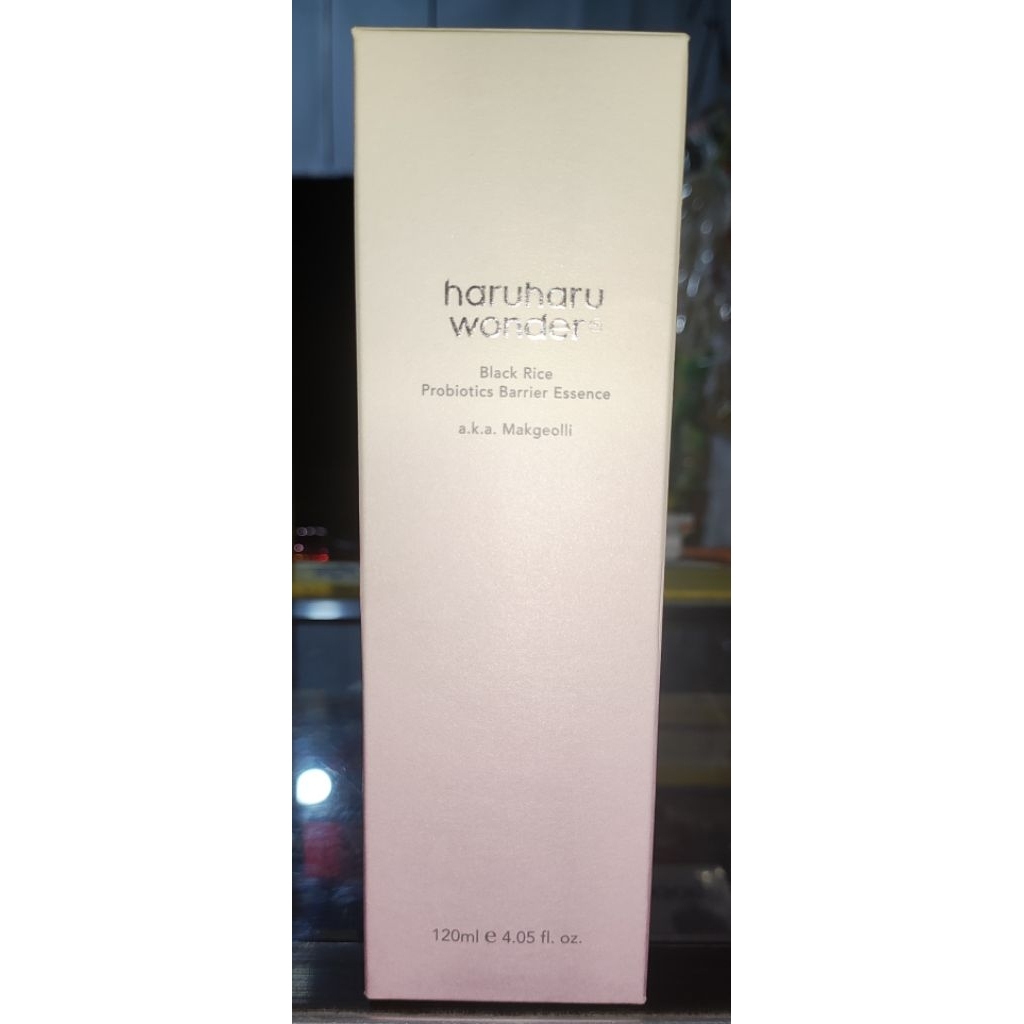 haruharu
wonder
Black Rice
Probiotics Barrier Essence
a.k.a. Makgeolli
120ml ℮ 4.05 fl. oz.